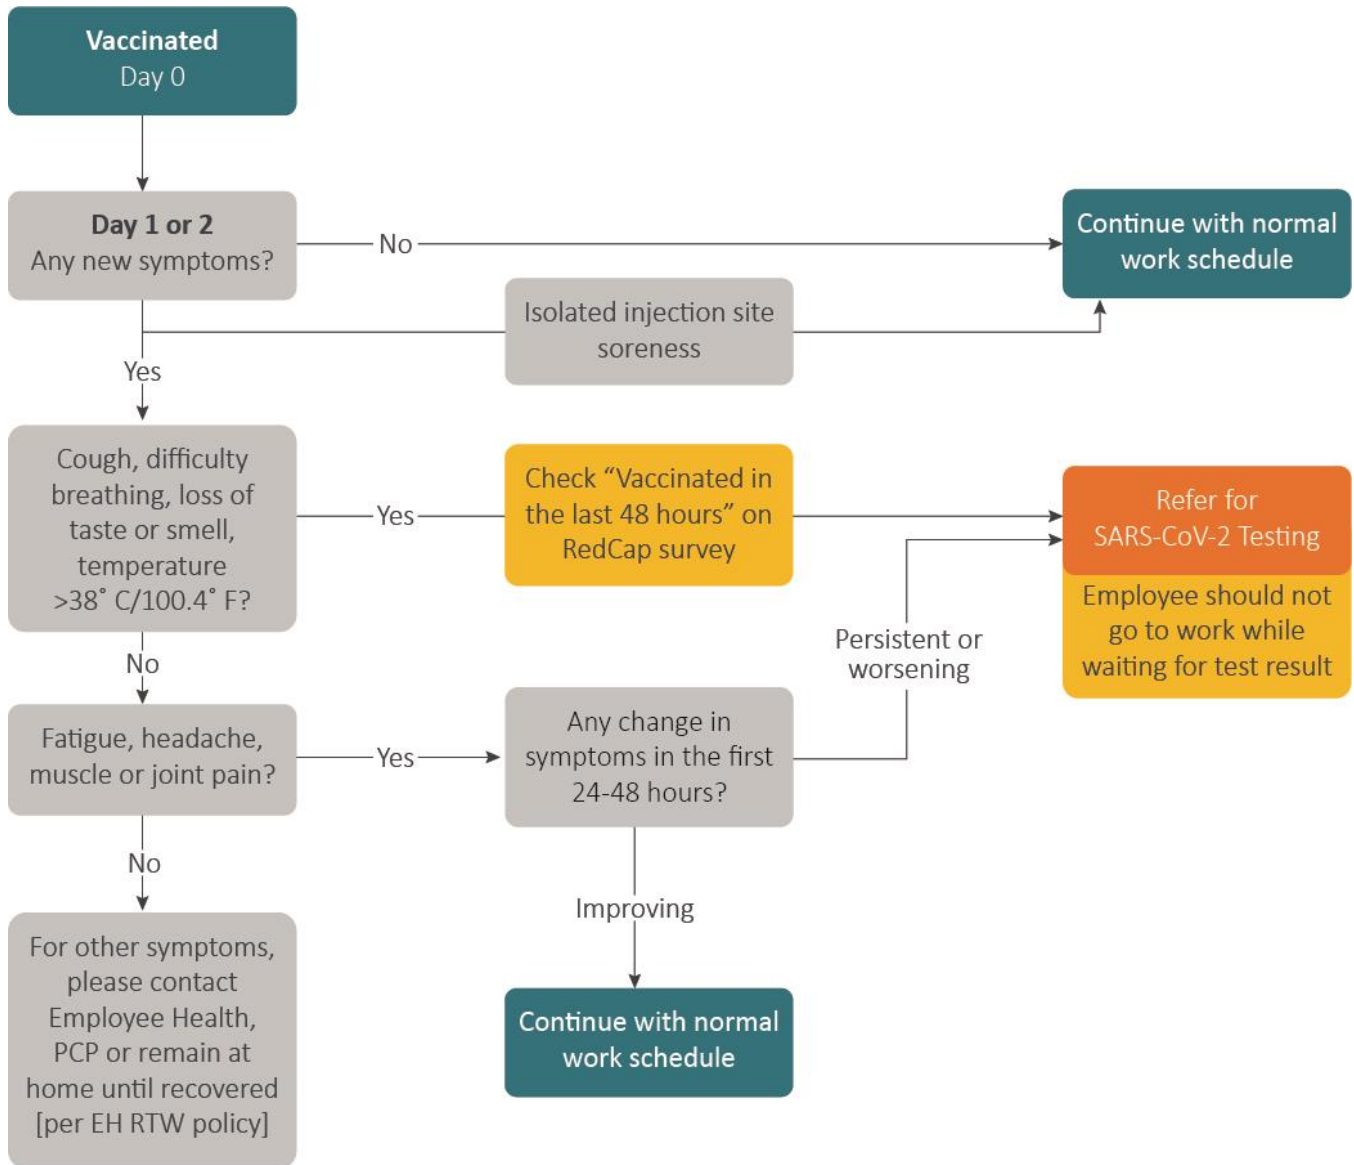 Vaccinated
Day 0
Day 1 or 2
Any new symptoms?
No
Continue with normal
work schedule
Isolated injection site
soreness
Yes
Cough, difficulty
breathing, loss of
taste or smell,
temperature
>38˚ C/100.4˚ F?
Yes
Check “Vaccinated in
the last 48 hours” on
RedCap survey
Refer for
SARS-CoV-2 Testing
Employee should not
go to work while
waiting for test result
No
Persistent or
worsening
Fatigue, headache,
muscle or joint pain?
Yes
Any change in
symptoms in the first
24-48 hours?
No
Improving
For other symptoms,
please contact
Employee Health,
PCP or remain at
home until recovered
[per EH RTW policy]
Continue with normal
work schedule